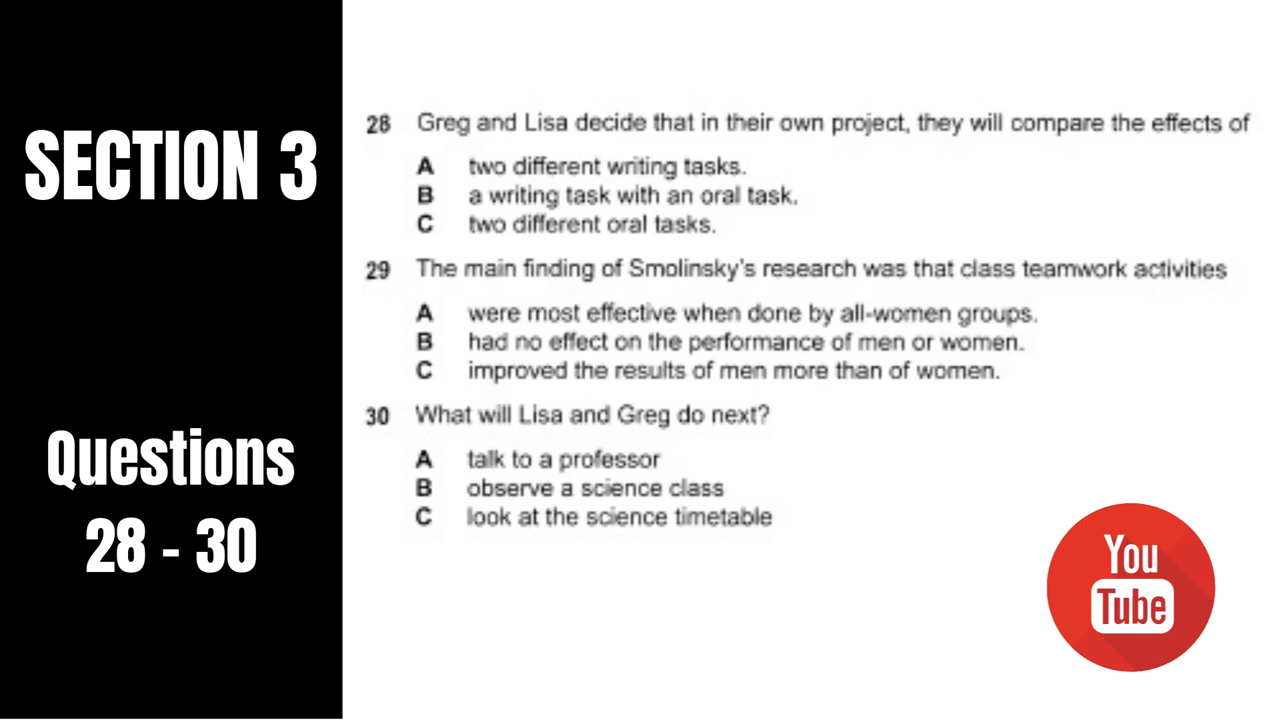 SECTION 3
Questions
28 - 30
28 Greg and Lisa decide that in their own project, they will compare the effects of
A two different writing tasks.
B a writing task with an oral task.
C two different oral tasks.
29 The main finding of Smolinsky's research was that class teamwork activities
A were most effective when done by all-women groups.
B had no effect on the performance of men or women.
C improved the results of men more than of women.
30 What will Lisa and Greg do next?
A talk to a professor
B observe a science class
C look at the science timetable
You
Tube